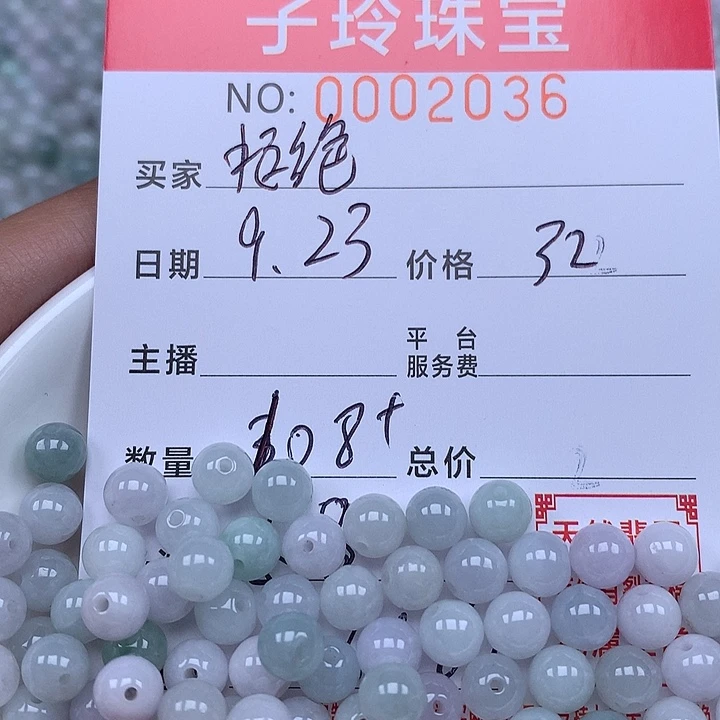 子玲珠宝
NO: 0002036
买家 拒绝
日期 9.23 价格 32
主播 平台服务费
数量 108+ 总价